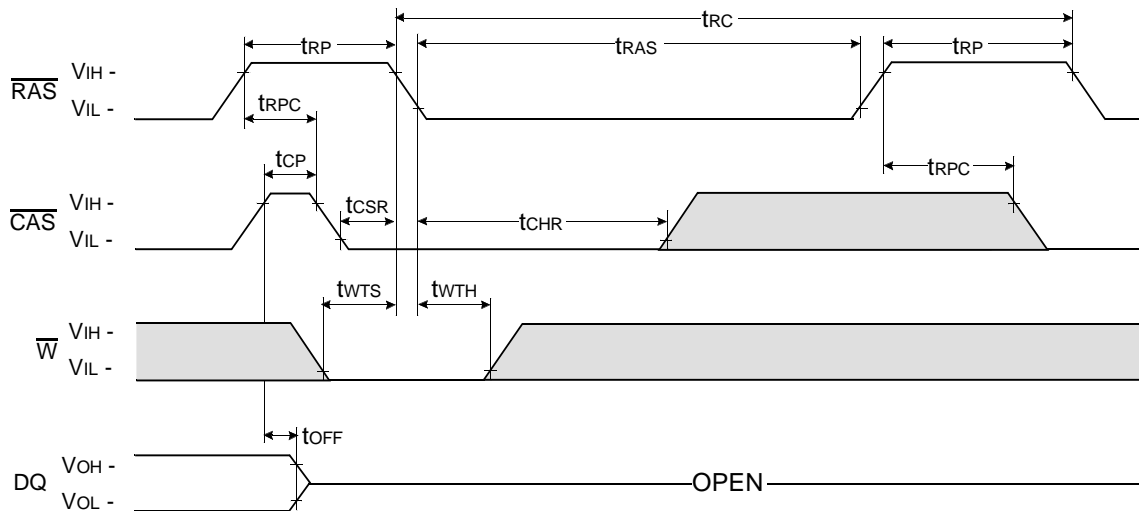 tRC
tRP
tRAS
tRP
RAS
VIH -
VIL -
tRPC
tCP
tRPC
CAS
VIH -
VIL -
tCSR
tCHR
tWTS
tWTH
W
VIH -
VIL -
tOFF
DQ
VOH -
VOL -
OPEN